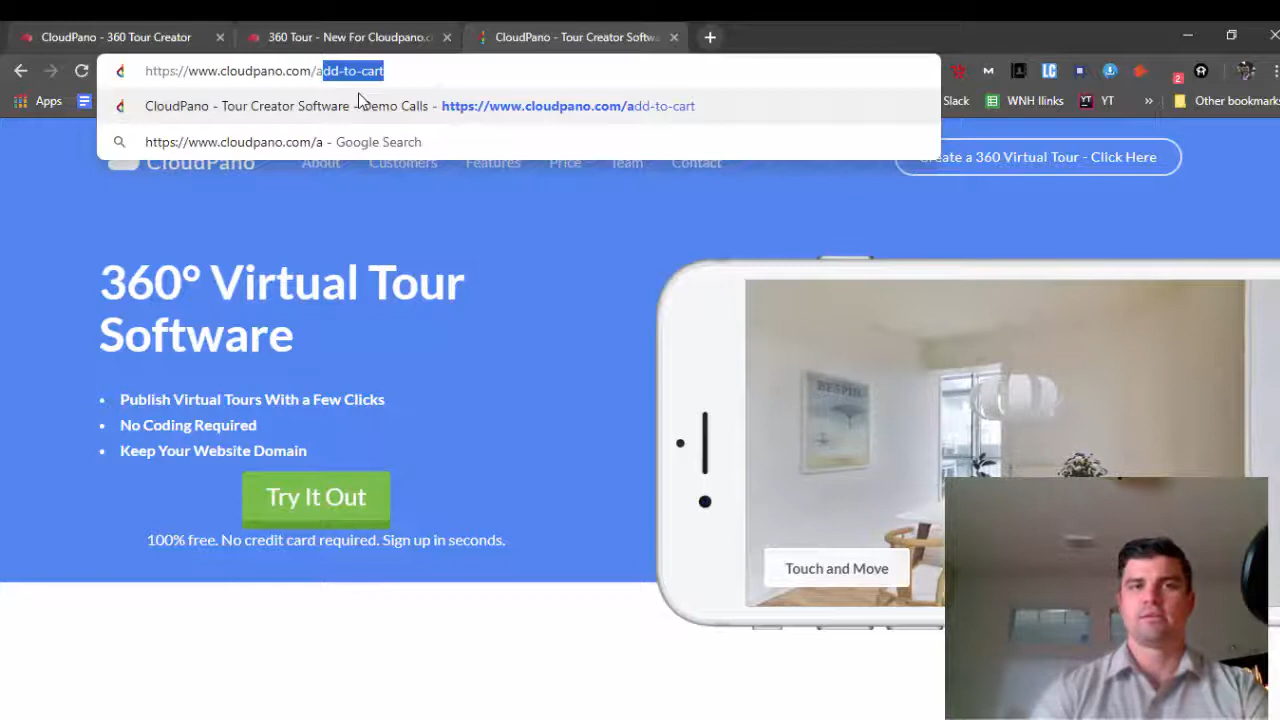 CloudPano - 360 Tour Creator
360 Tour - New For Cloudpano.c
CloudPano - Tour Creator Softw
https://www.cloudpano.com/add-to-cart
CloudPano - Tour Creator Software - Demo Calls - https://www.cloudpano.com/add-to-cart
https://www.cloudpano.com/a - Google Search
2
Apps
Slack
WNH llinks
YT
»
Other bookmarks
CloudPano
About
Customers
Features
Price
Team
Contact
Create a 360 Virtual Tour - Click Here
360° Virtual Tour
Software
• Publish Virtual Tours With a Few Clicks
• No Coding Required
• Keep Your Website Domain
Try It Out
100% free. No credit card required. Sign up in seconds.
Touch and Move